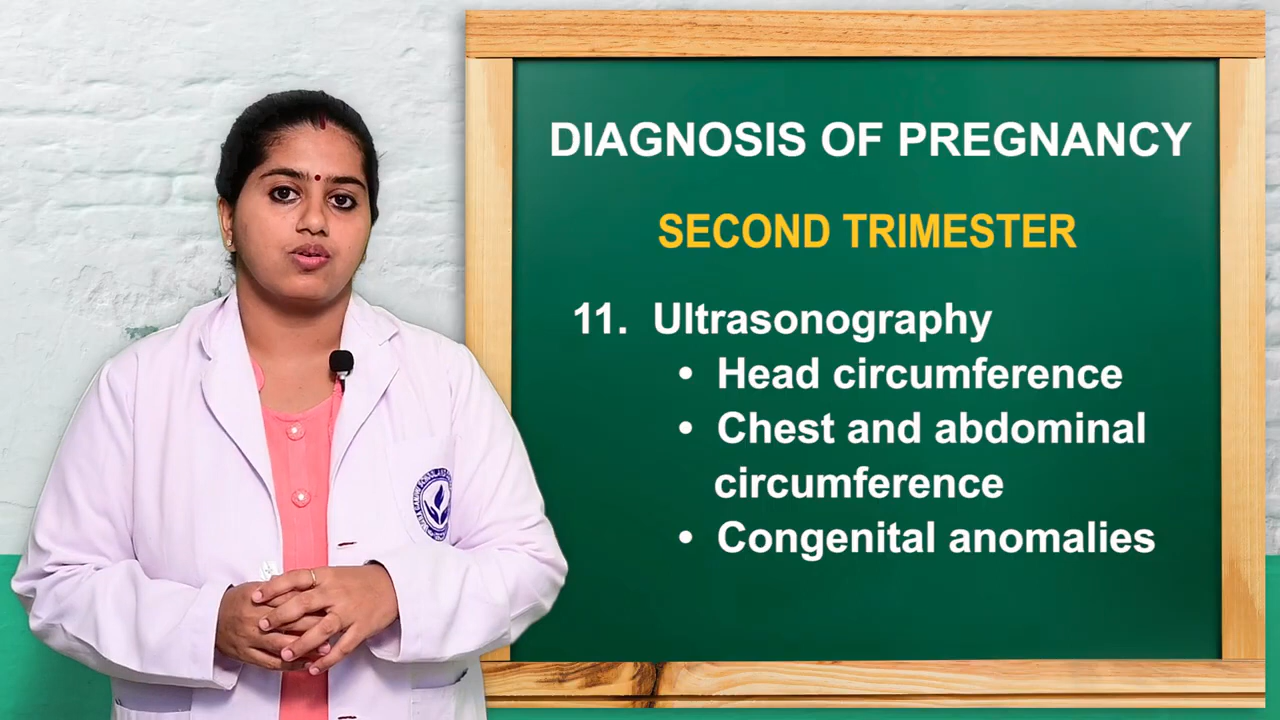 DIAGNOSIS OF PREGNANCY
SECOND TRIMESTER
11. Ultrasonography
• Head circumference
• Chest and abdominal
circumference
• Congenital anomalies